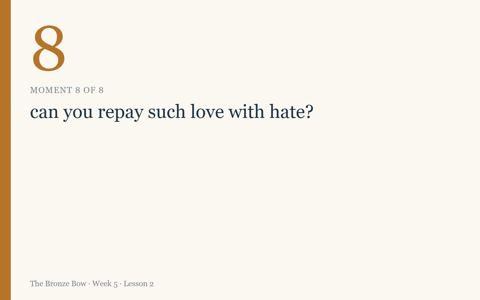 8
MOMENT 8 OF 8
can you repay such love with hate?
The Bronze Bow · Week 5 · Lesson 2